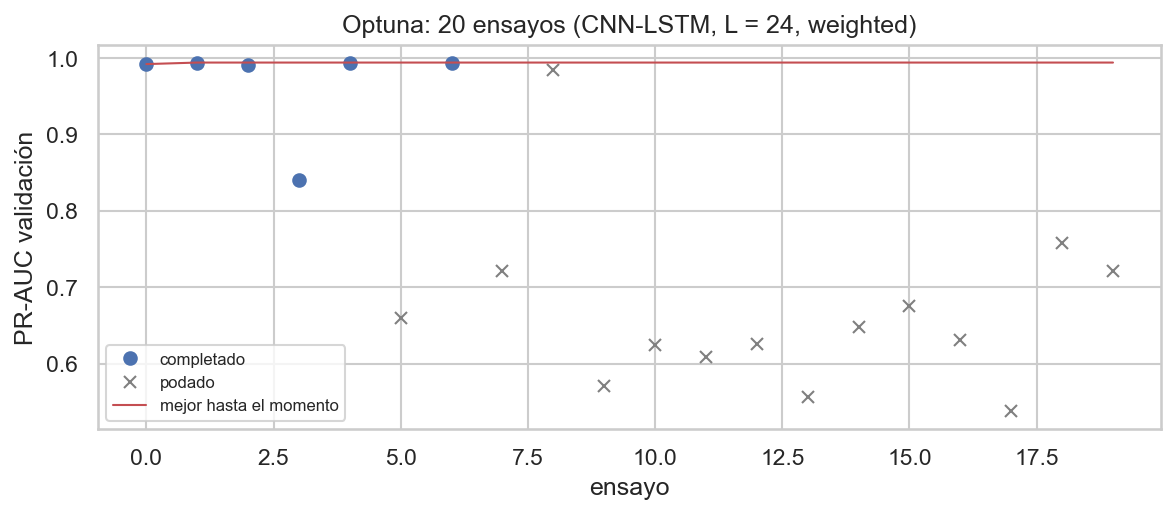 Optuna: 20 ensayos (CNN-LSTM, L = 24, weighted)
PR-AUC validación
1.0
0.9
0.8
0.7
0.6
completado
podado
mejor hasta el momento
0.0 2.5 5.0 7.5 10.0 12.5 15.0 17.5
ensayo